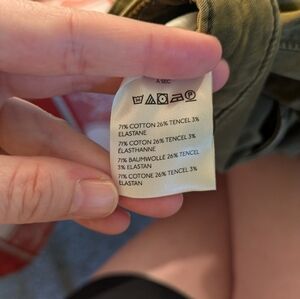 A SEC
71% COTTON 26% TENCEL 3%
ELASTANE
71% COTON 26% TENCEL 3%
ÉLASTHANNE
71% BAUMWOLLE 26% TENCEL
3% ELASTAN
71% COTONE 26% TENCEL 3%
ELASTAN